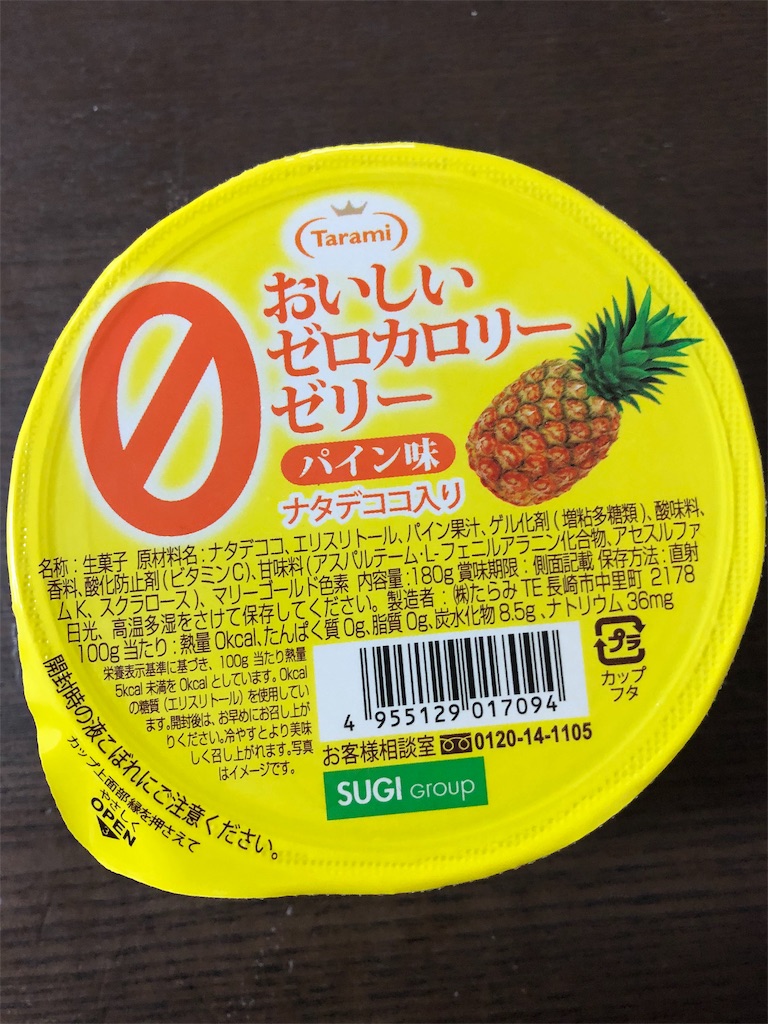 Tarami
0
おいしい
ゼロカロリー
ゼリー
パイン味
ナタデココ入り
名称:生菓子 原材料名:ナタデココ、エリスリトール、パイン果汁、ゲル化剤(増粘多糖類)、酸味料、
香料、酸化防止剤(ビタミンC)、甘味料(アスパルテーム・L-フェニルアラニン化合物、アセスルファ
ムK、スクラロース)、マリーゴールド色素 内容量:180g 賞味期限:側面記載 保存方法:直射
日光、高温多湿をさけて保存してください。製造者:㈱たらみ TE 長崎市中里町 2178
100g当たり:熱量 0kcal、たんぱく質 0g、脂質 0g、炭水化物 8.5g、ナトリウム 36mg
栄養表示基準に基づき、100g 当たり熱量
5kcal 未満を 0kcal としています。0kcal
の糖質(エリスリトール)を使用してい
ます。開封後は、お早めにお召し上が
りください。冷やすとより美味
しく召し上がれます。写真
はイメージです。
4 955129 017094
プラ
カップ
フタ
お客様相談室 0120-14-1105
SUGI Group
開封時の液こぼれにご注意ください。
カップ上面部縁を押さえて
やさしく
OPEN
3